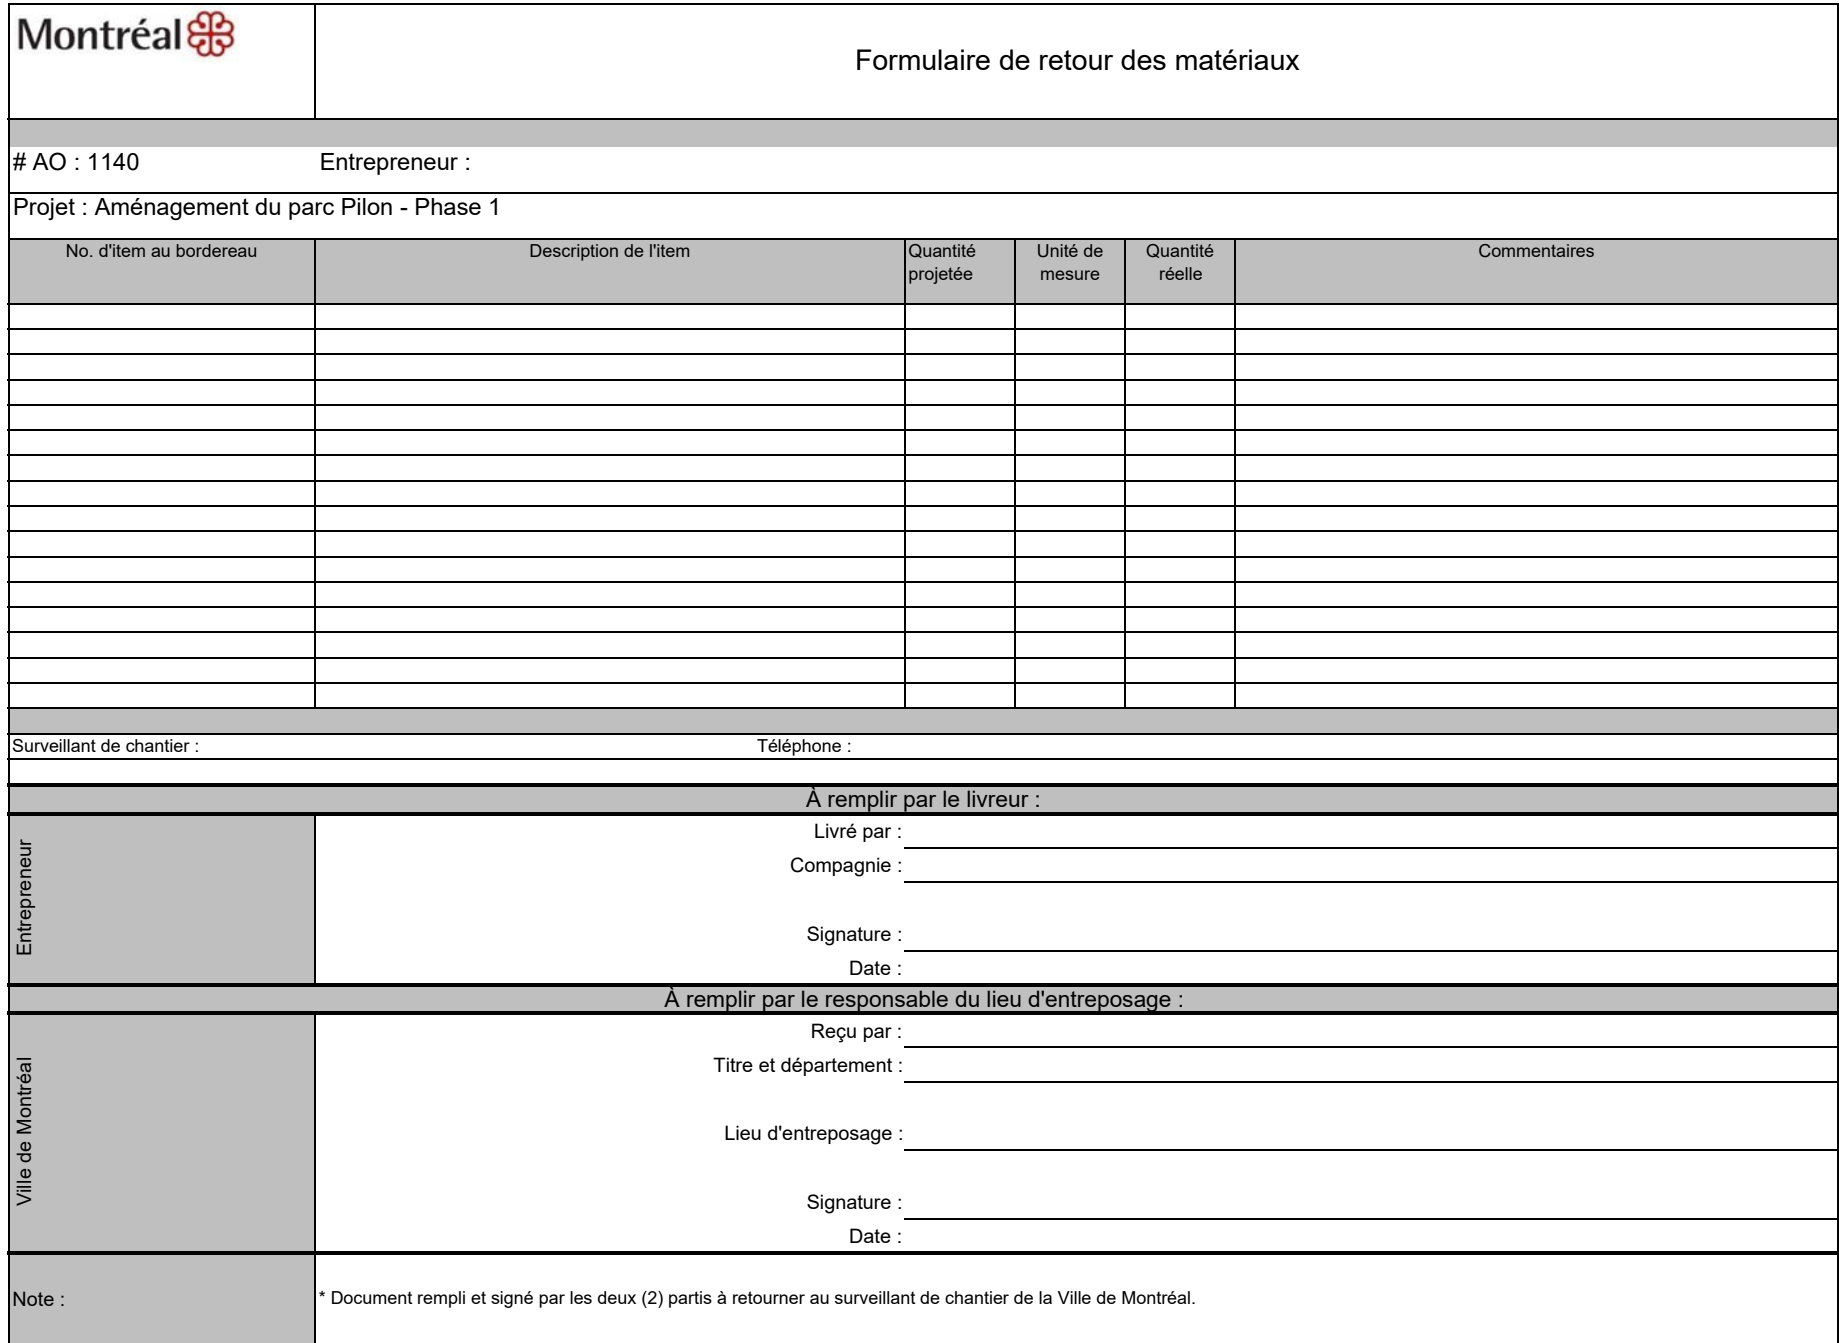 Montréal
Formulaire de retour des matériaux
# AO : 1140 Entrepreneur :
Projet : Aménagement du parc Pilon - Phase 1
No. d'item au bordereau Description de l'item Quantité projetée Unité de mesure Quantité réelle Commentaires
Surveillant de chantier : Téléphone :
À remplir par le livreur :
Entrepreneur
Livré par :
Compagnie :
Signature :
Date :
À remplir par le responsable du lieu d'entreposage :
Ville de Montréal
Reçu par :
Titre et département :
Lieu d'entreposage :
Signature :
Date :
Note : * Document rempli et signé par les deux (2) partis à retourner au surveillant de chantier de la Ville de Montréal.